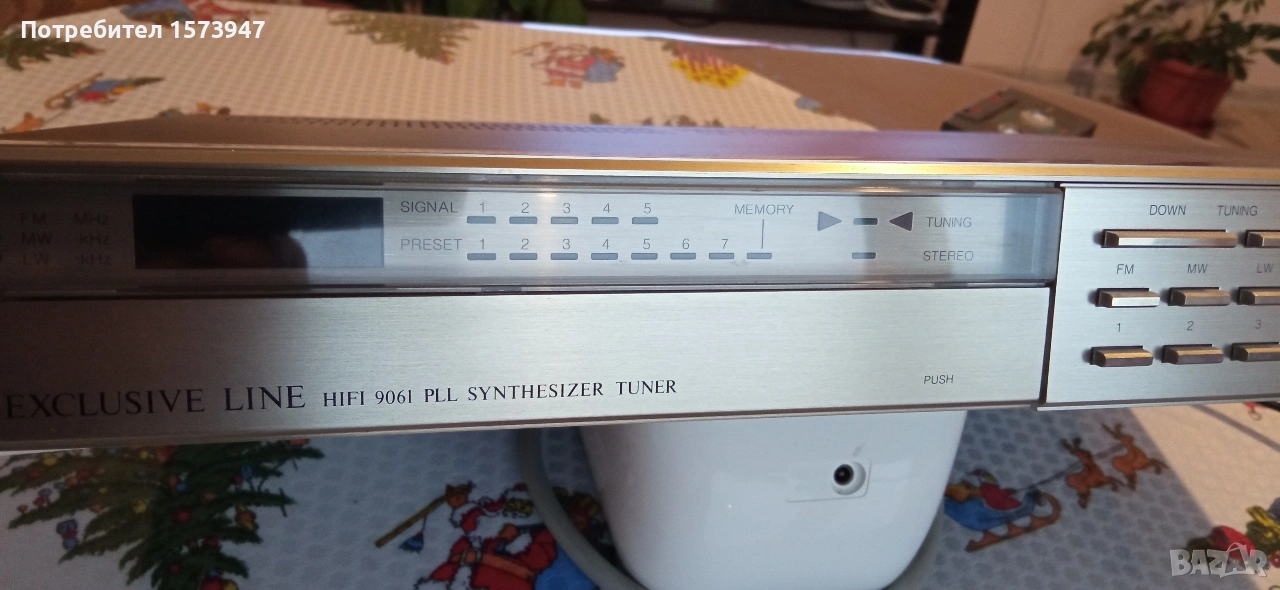 Потребител 1573947
FM MHz
MW kHz
LW kHz
SIGNAL 1 2 3 4 5
PRESET 1 2 3 4 5 6 7
MEMORY
TUNING
STEREO
DOWN TUNING
FM MW LW
1 2 3
EXCLUSIVE LINE HIFI 9061 PLL SYNTHESIZER TUNER
PUSH
BAZAR